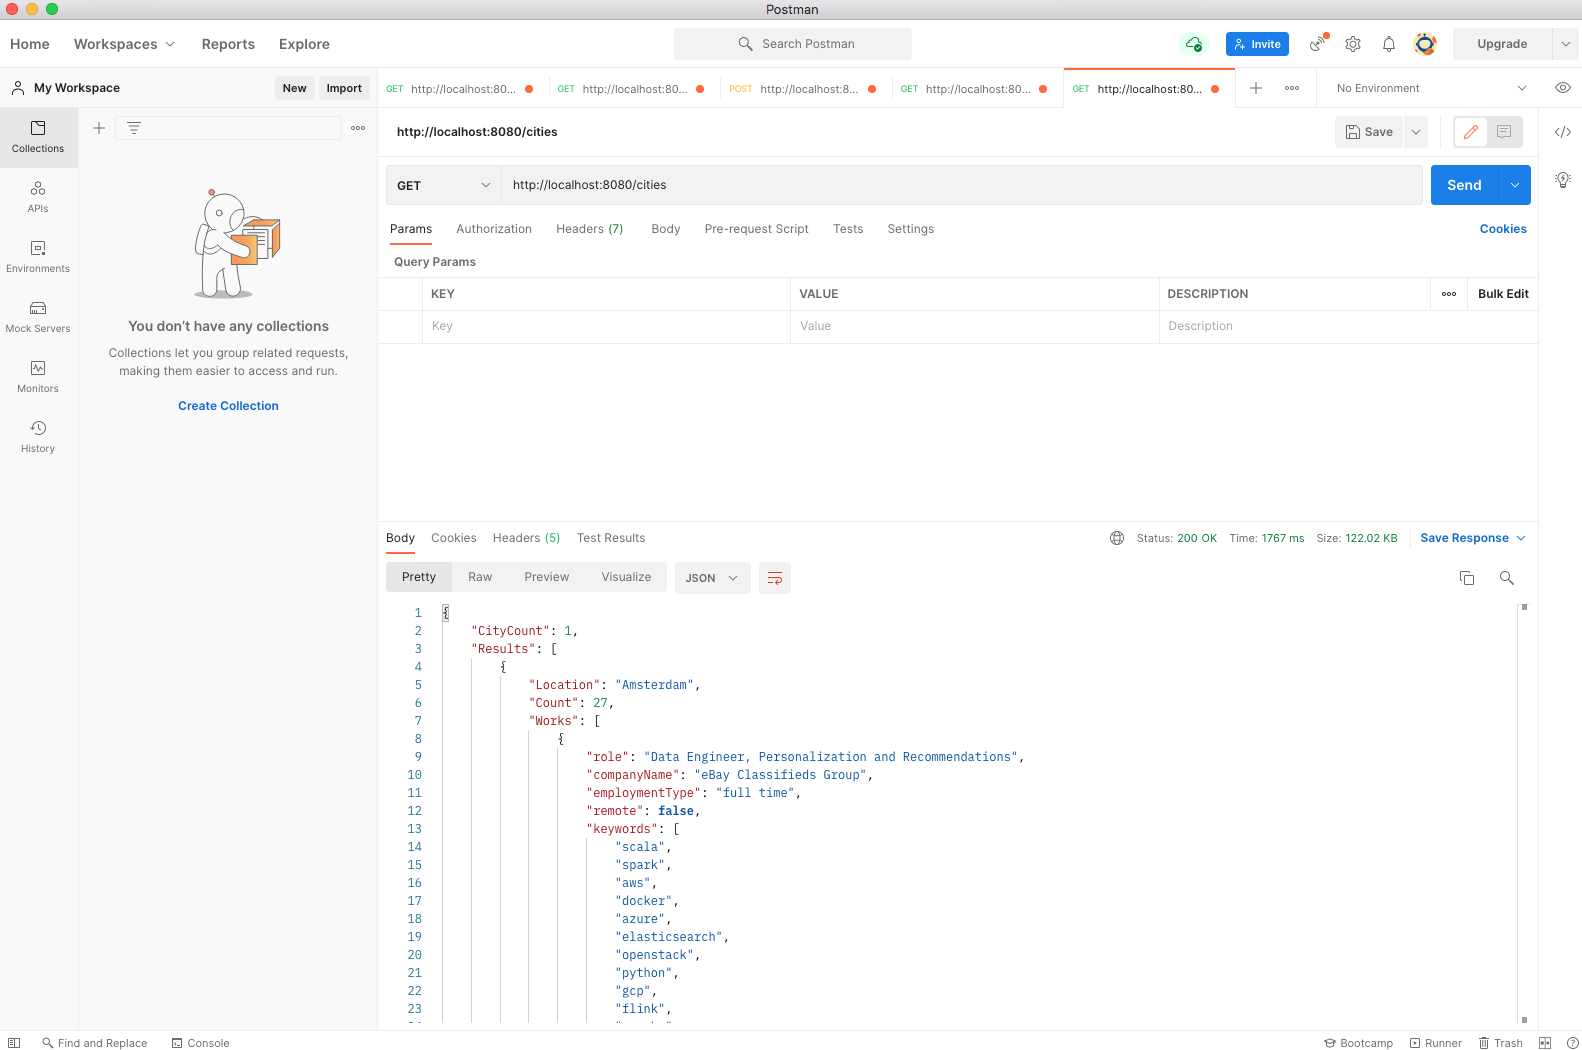 Postman
Home Workspaces Reports Explore Search Postman Invite Upgrade
My Workspace New Import GET http://localhost:80... GET http://localhost:80... POST http://localhost:8... GET http://localhost:80... GET http://localhost:80... No Environment
Collections
APIs
Environments
Mock Servers
Monitors
History
You don't have any collections
Collections let you group related requests,
making them easier to access and run.
Create Collection
http://localhost:8080/cities Save
GET http://localhost:8080/cities Send
Params Authorization Headers (7) Body Pre-request Script Tests Settings Cookies
Query Params
KEY VALUE DESCRIPTION Bulk Edit
Key Value Description
Body Cookies Headers (5) Test Results Status: 200 OK Time: 1767 ms Size: 122.02 KB Save Response
Pretty Raw Preview Visualize JSON
1 {
2 "CityCount": 1,
3 "Results": [
4 {
5 "Location": "Amsterdam",
6 "Count": 27,
7 "Works": [
8 {
9 "role": "Data Engineer, Personalization and Recommendations",
10 "companyName": "eBay Classifieds Group",
11 "employmentType": "full time",
12 "remote": false,
13 "keywords": [
14 "scala",
15 "spark",
16 "aws",
17 "docker",
18 "azure",
19 "elasticsearch",
20 "openstack",
21 "python",
22 "gcp",
23 "flink",
Find and Replace Console Bootcamp Runner Trash